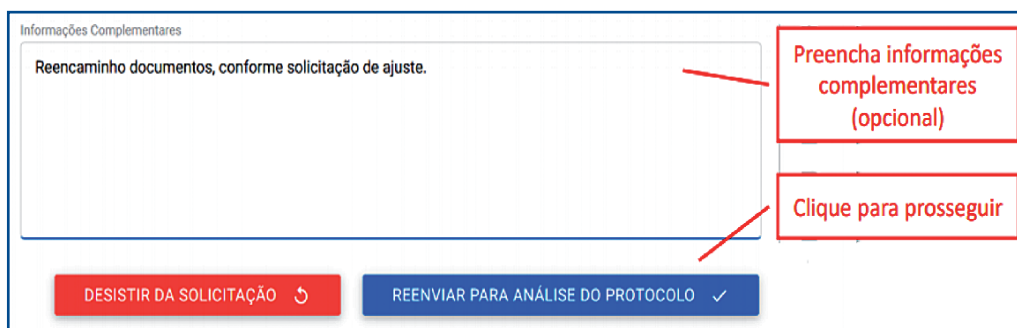 Informações Complementares
Reencaminho documentos, conforme solicitação de ajuste.
Preencha informações
complementares
(opcional)
Clique para prosseguir
DESISTIR DA SOLICITAÇÃO
REENVIAR PARA ANÁLISE DO PROTOCOLO